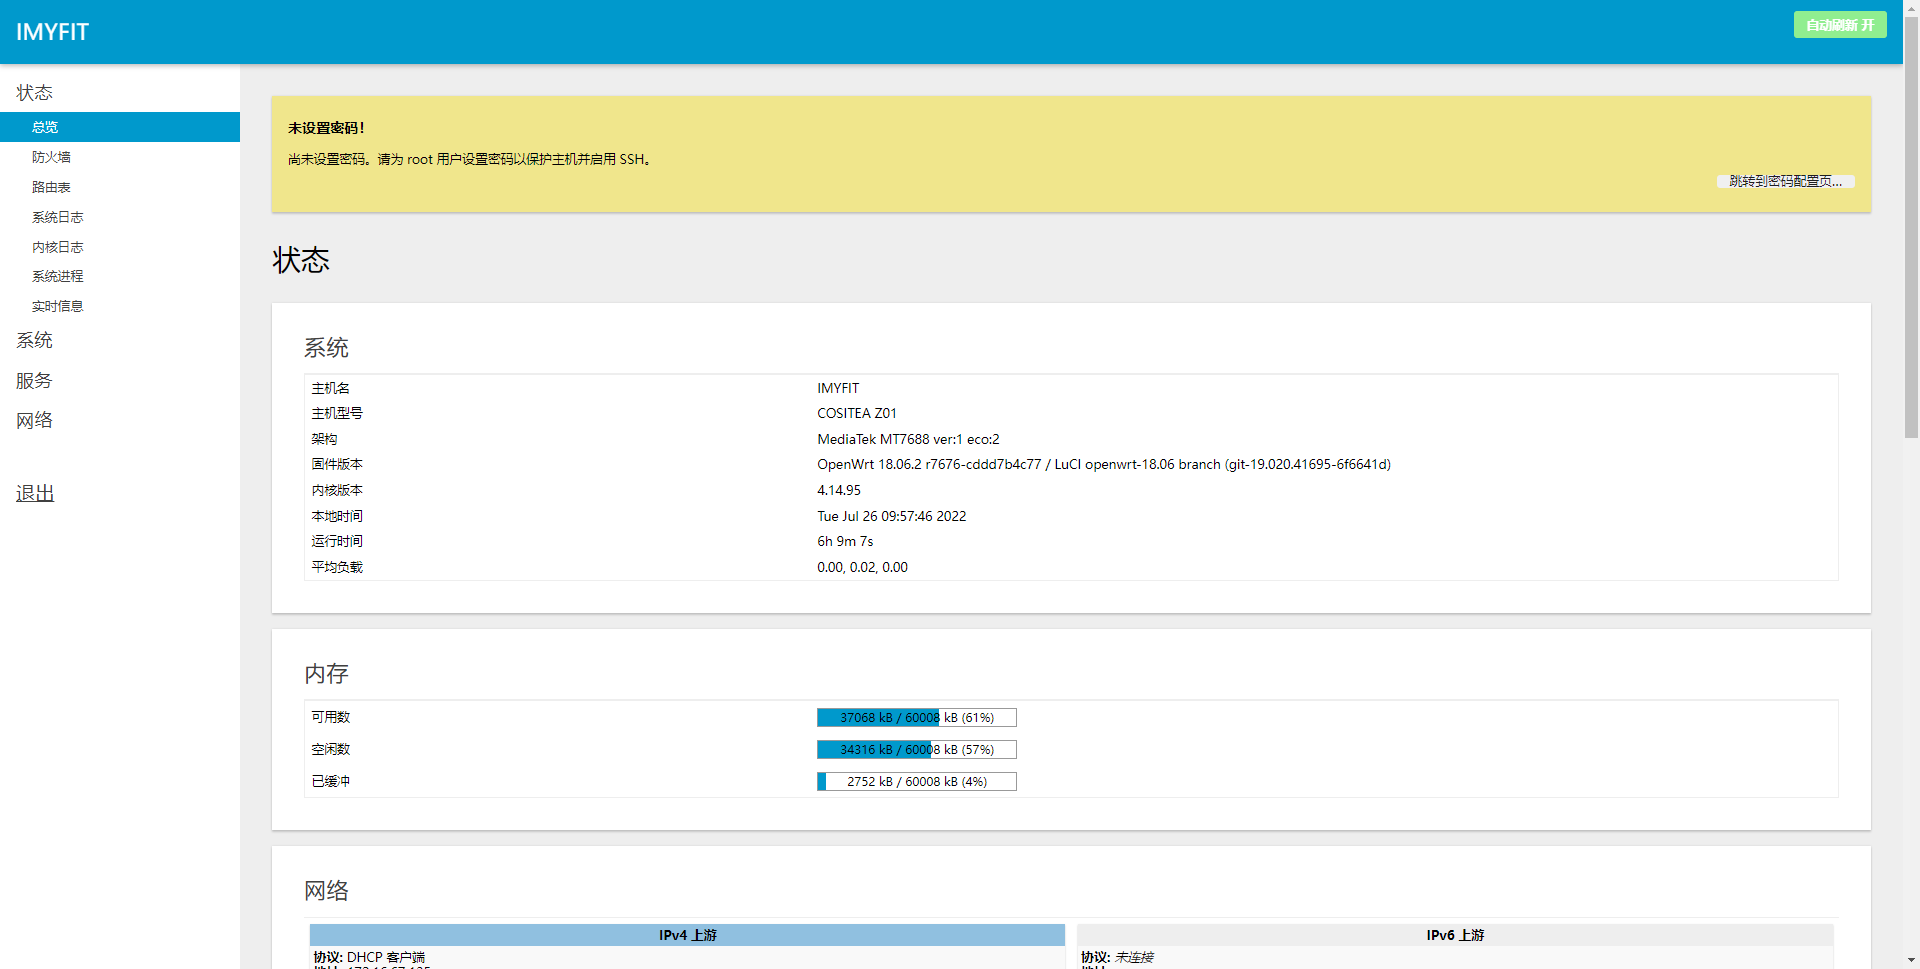 IMYFIT
自动刷新 开
状态
总览
防火墙
路由表
系统日志
内核日志
系统进程
实时信息
系统
服务
网络
退出
未设置密码！
尚未设置密码。请为 root 用户设置密码以保护主机并启用 SSH。
跳转到密码配置页...
状态
系统
主机名 IMYFIT
主机型号 COSITEA Z01
架构 MediaTek MT7688 ver:1 eco:2
固件版本 OpenWrt 18.06.2 r7676-cddd7b4c77 / LuCI openwrt-18.06 branch (git-19.020.41695-6f6641d)
内核版本 4.14.95
本地时间 Tue Jul 26 09:57:46 2022
运行时间 6h 9m 7s
平均负载 0.00, 0.02, 0.00
内存
可用数 37068 kB / 60008 kB (61%)
空闲数 34316 kB / 60008 kB (57%)
已缓冲 2752 kB / 60008 kB (4%)
网络
IPv4 上游
协议: DHCP 客户端
IPv6 上游
协议: 未连接